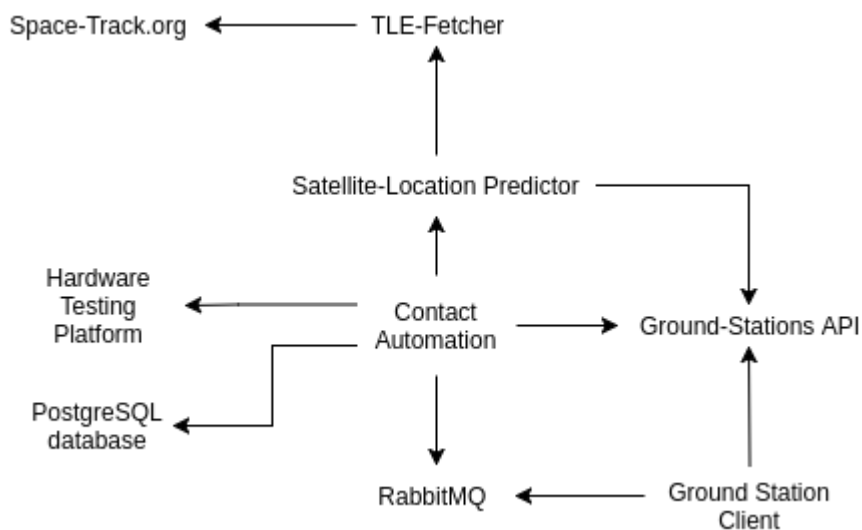 Space-Track.org
TLE-Fetcher
Satellite-Location Predictor
Hardware
Testing
Platform
Contact
Automation
Ground-Stations API
PostgreSQL
database
RabbitMQ
Ground Station
Client